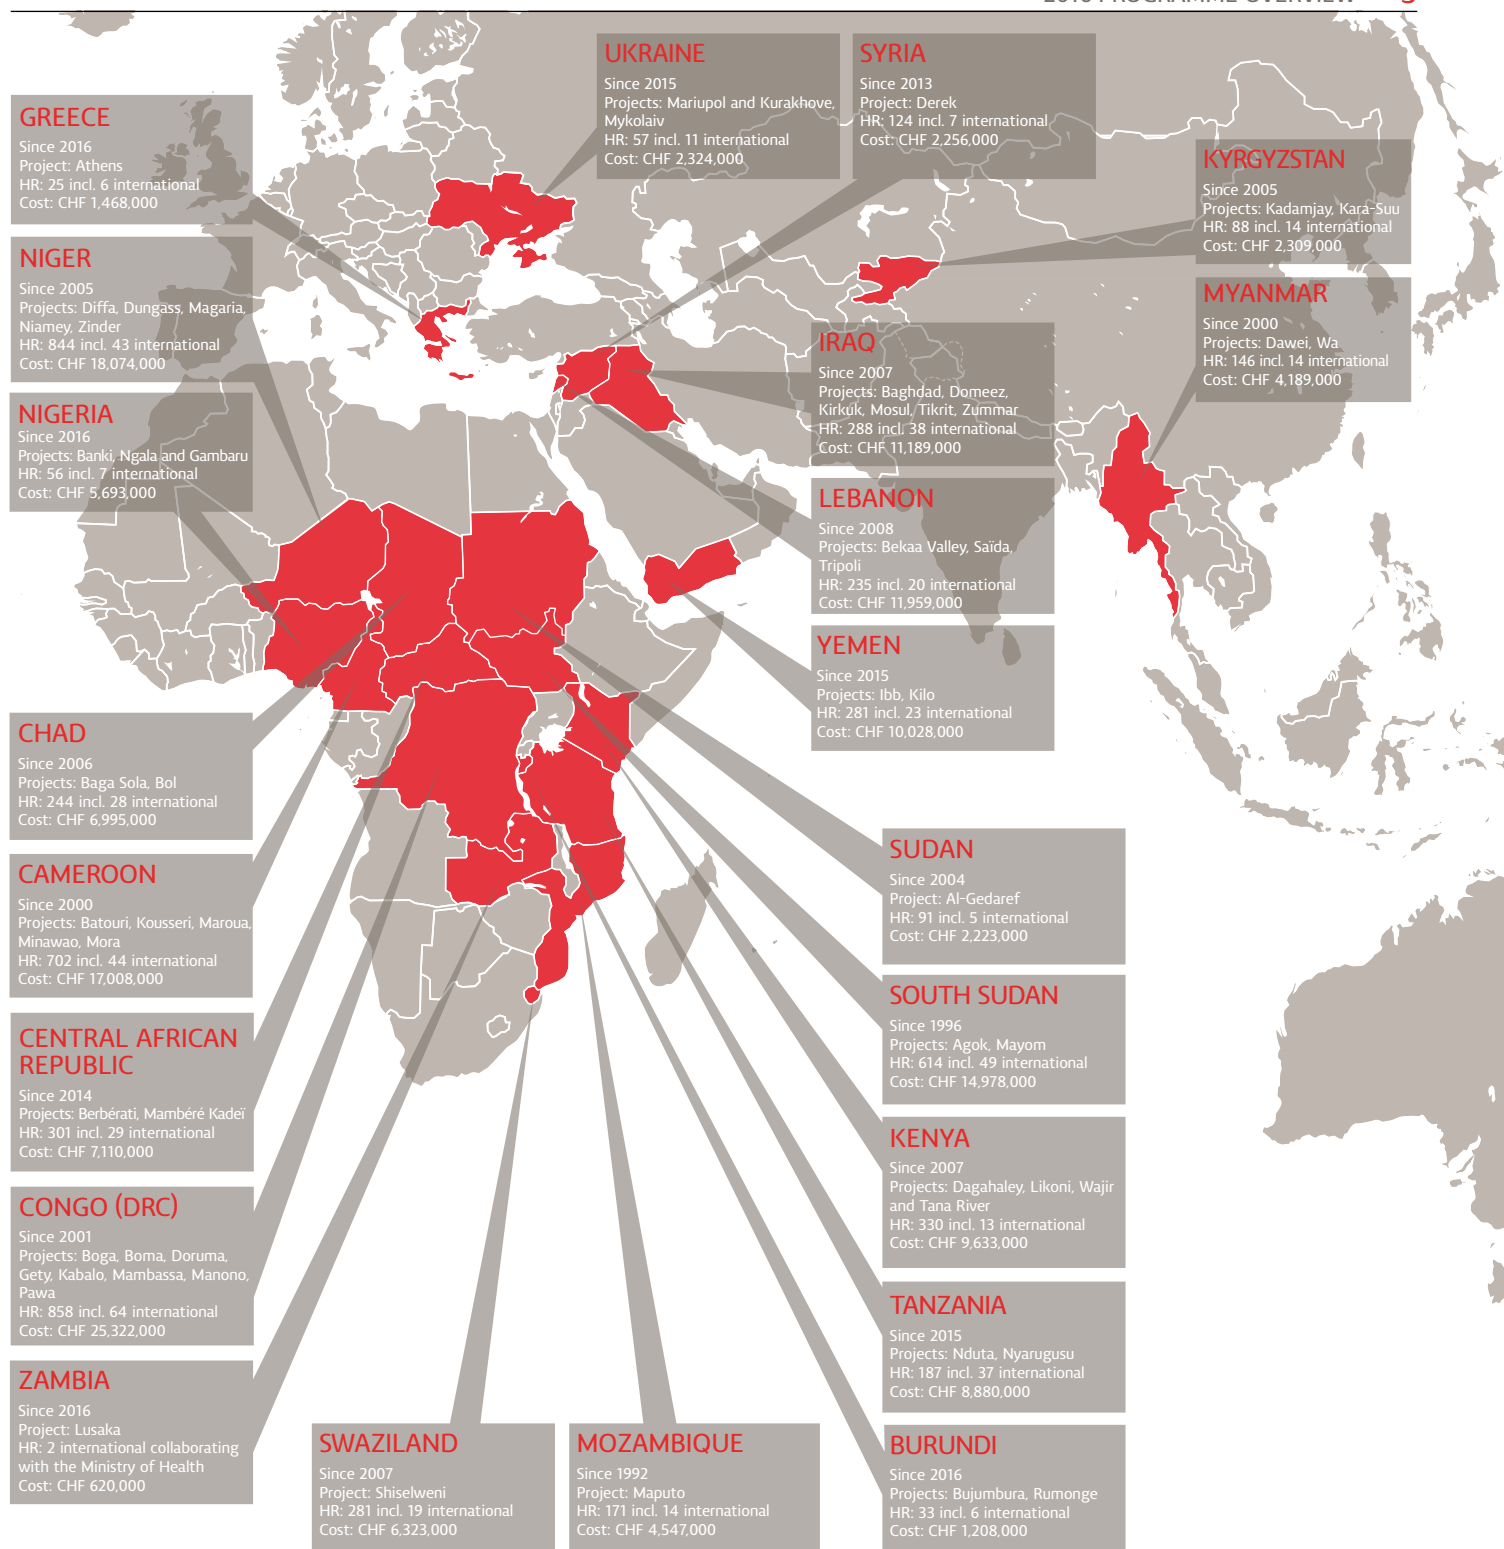 2016 PROGRAMME OVERVIEW
UKRAINE
Since 2015
Projects: Mariupol and Kurakhove,
Mykolaiv
HR: 57 incl. 11 international
Cost: CHF 2,324,000
SYRIA
Since 2013
Project: Derek
HR: 124 incl. 7 international
Cost: CHF 2,256,000
GREECE
Since 2016
Project: Athens
HR: 25 incl. 6 international
Cost: CHF 1,468,000
KYRGYZSTAN
Since 2005
Projects: Kadamjay, Kara-Suu
HR: 88 incl. 14 international
Cost: CHF 2,309,000
NIGER
Since 2005
Projects: Diffa, Dungass, Magaria,
Niamey, Zinder
HR: 844 incl. 43 international
Cost: CHF 18,074,000
MYANMAR
Since 2000
Projects: Dawei, Wa
HR: 146 incl. 14 international
Cost: CHF 4,189,000
IRAQ
Since 2007
Projects: Baghdad, Domeez,
Kirkuk, Mosul, Tikrit, Zummar
HR: 288 incl. 38 international
Cost: CHF 11,189,000
NIGERIA
Since 2016
Projects: Banki, Ngala and Gambaru
HR: 56 incl. 7 international
Cost: CHF 5,693,000
LEBANON
Since 2008
Projects: Bekaa Valley, Saïda,
Tripoli
HR: 235 incl. 20 international
Cost: CHF 11,959,000
YEMEN
Since 2015
Projects: Ibb, Kilo
HR: 281 incl. 23 international
Cost: CHF 10,028,000
CHAD
Since 2006
Projects: Baga Sola, Bol
HR: 244 incl. 28 international
Cost: CHF 6,995,000
CAMEROON
Since 2000
Projects: Batouri, Kousseri, Maroua,
Minawao, Mora
HR: 702 incl. 44 international
Cost: CHF 17,008,000
SUDAN
Since 2004
Project: Al-Gedaref
HR: 91 incl. 5 international
Cost: CHF 2,223,000
SOUTH SUDAN
Since 1996
Projects: Agok, Mayom
HR: 614 incl. 49 international
Cost: CHF 14,978,000
CENTRAL AFRICAN
REPUBLIC
Since 2014
Projects: Berbérati, Mambéré Kadeï
HR: 301 incl. 29 international
Cost: CHF 7,110,000
KENYA
Since 2007
Projects: Dagahaley, Likoni, Wajir
and Tana River
HR: 330 incl. 13 international
Cost: CHF 9,633,000
CONGO (DRC)
Since 2001
Projects: Boga, Boma, Doruma,
Gety, Kabalo, Mambassa, Manono,
Pawa
HR: 858 incl. 64 international
Cost: CHF 25,322,000
TANZANIA
Since 2015
Projects: Nduta, Nyarugusu
HR: 187 incl. 37 international
Cost: CHF 8,880,000
ZAMBIA
Since 2016
Project: Lusaka
HR: 2 international collaborating
with the Ministry of Health
Cost: CHF 620,000
SWAZILAND
Since 2007
Project: Shiselweni
HR: 281 incl. 19 international
Cost: CHF 6,323,000
MOZAMBIQUE
Since 1992
Project: Maputo
HR: 171 incl. 14 international
Cost: CHF 4,547,000
BURUNDI
Since 2016
Projects: Bujumbura, Rumonge
HR: 33 incl. 6 international
Cost: CHF 1,208,000